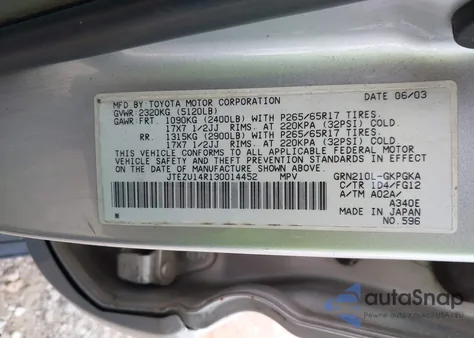 MFD. BY TOYOTA MOTOR CORPORATION DATE 06/03
GVWR 2320KG (5120LB)
GAWR FRT. 1090KG (2400LB) WITH P265/65R17 TIRES.
17X7 1/2JJ RIMS. AT 220KPA (32PSI) COLD.
RR. 1315KG (2900LB) WITH P265/65R17 TIRES.
17X7 1/2JJ RIMS. AT 220KPA (32PSI) COLD.
THIS VEHICLE CONFORMS TO ALL APPLICABLE FEDERAL MOTOR
VEHICLE SAFETY AND THEFT PREVENTION STANDARDS IN EFFECT
ON THE DATE OF MANUFACTURE SHOWN ABOVE.
JTEZU14R130014452 MPV GRN210L-GKPGKA
C/TR 1D4/FG12
A/TM A02A/
A340E
MADE IN JAPAN
NO.596
autoSnap